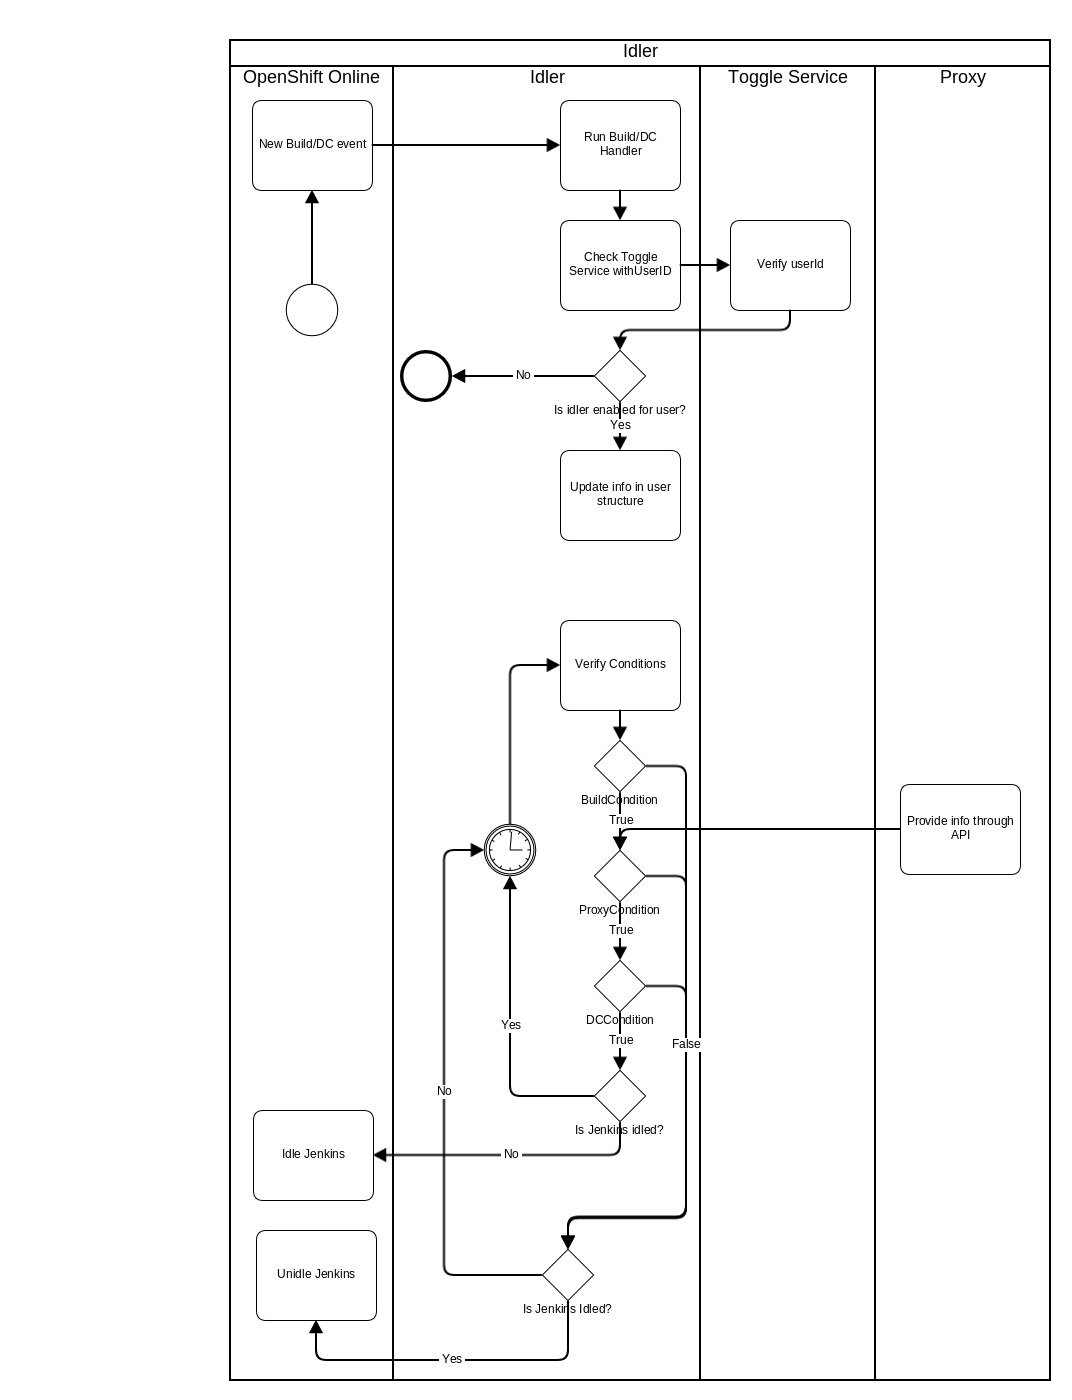 Idler
OpenShift Online
Idler
Toggle Service
Proxy
New Build/DC event
Run Build/DC
Handler
Check Toggle
Service withUserID
Verify userId
No
Is idler enabled for user?
Yes
Update info in user
structure
Verify Conditions
BuildCondition
True
Provide info through
API
ProxyCondition
True
DCCondition
True
Yes
False
No
Is Jenkins idled?
Idle Jenkins
No
Unidle Jenkins
Is Jenkins Idled?
Yes